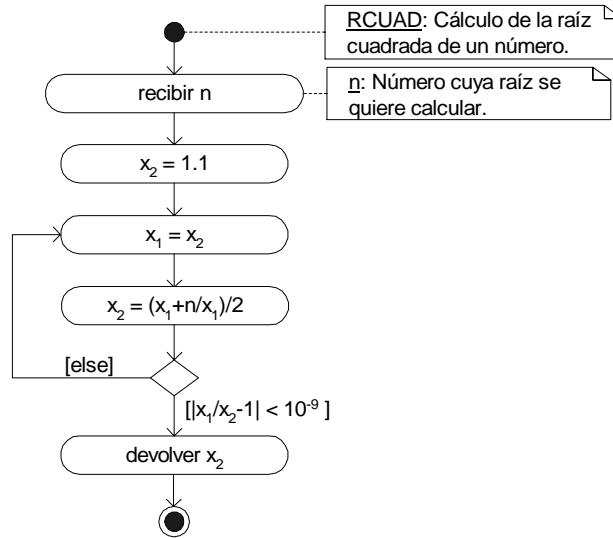 RCUAD: Cálculo de la raíz
cuadrada de un número.
recibir n
n: Número cuya raíz se
quiere calcular.
x₂ = 1.1
x₁ = x₂
x₂ = (x₁+n/x₁)/2
[else]
[|x₁/x₂-1| < 10⁻⁹ ]
devolver x₂